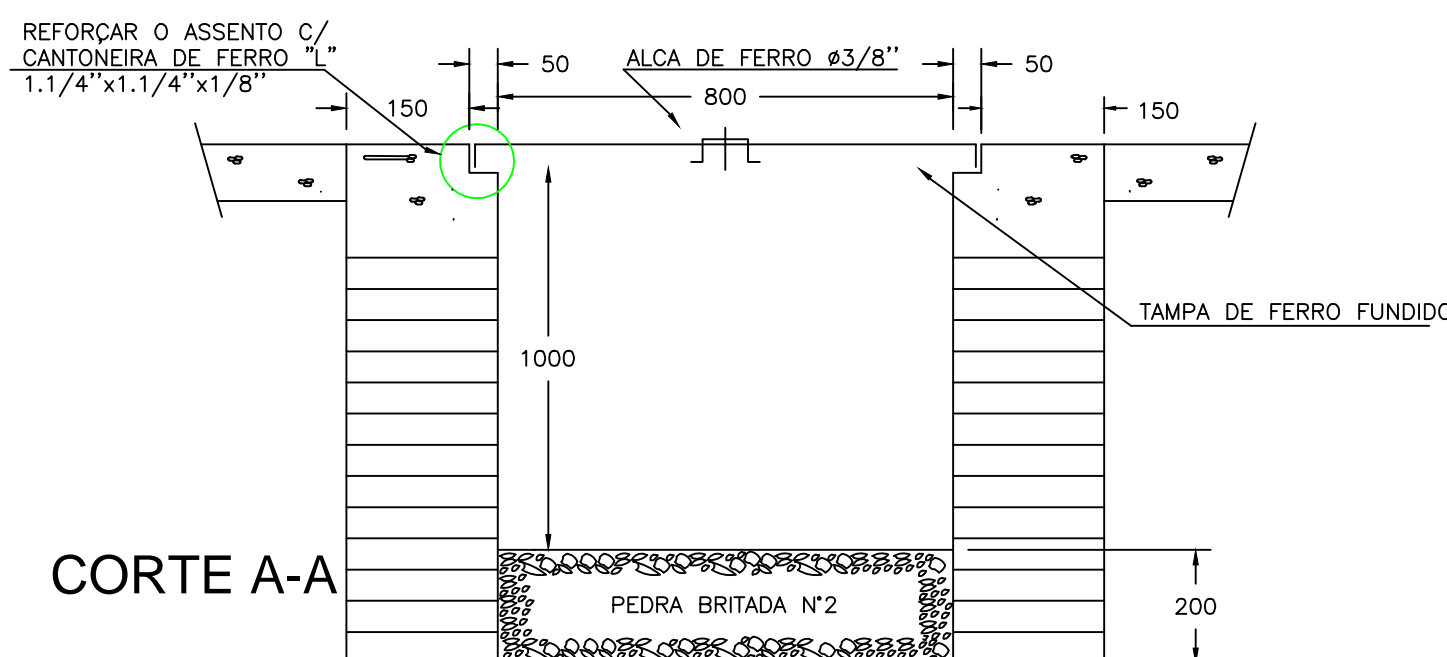 REFORÇAR O ASSENTO C/
CANTONEIRA DE FERRO "L"
1.1/4''x1.1/4''x1/8''
50
ALCA DE FERRO ø3/8''
50
800
150
150
TAMPA DE FERRO FUNDIDO
1000
CORTE A-A
PEDRA BRITADA N°2
200